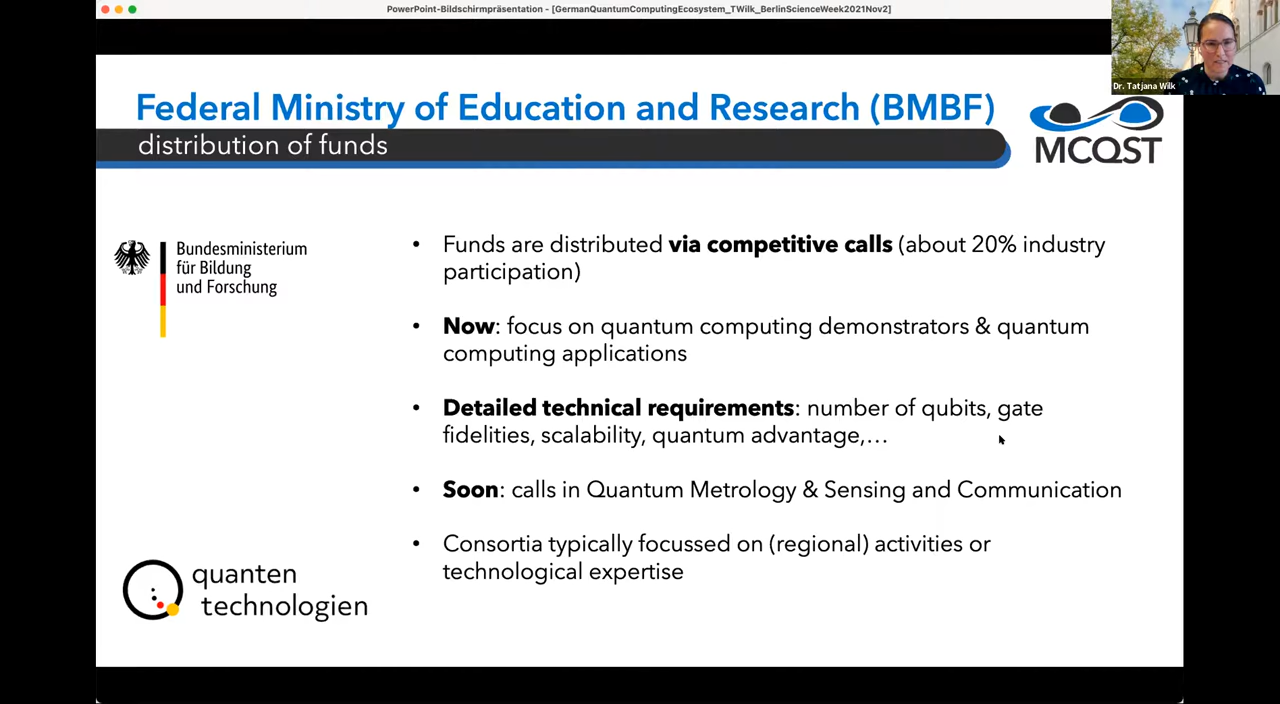 PowerPoint-Bildschirmpräsentation - [GermanQuantumComputingEcosystem_TWilk_BerlinScienceWeek2021Nov2]
Dr. Tatjana Wilk
Federal Ministry of Education and Research (BMBF)
distribution of funds
MCQST
Bundesministerium
für Bildung
und Forschung
• Funds are distributed via competitive calls (about 20% industry
participation)
• Now: focus on quantum computing demonstrators & quantum
computing applications
• Detailed technical requirements: number of qubits, gate
fidelities, scalability, quantum advantage,…
• Soon: calls in Quantum Metrology & Sensing and Communication
• Consortia typically focussed on (regional) activities or
technological expertise
quanten
technologien